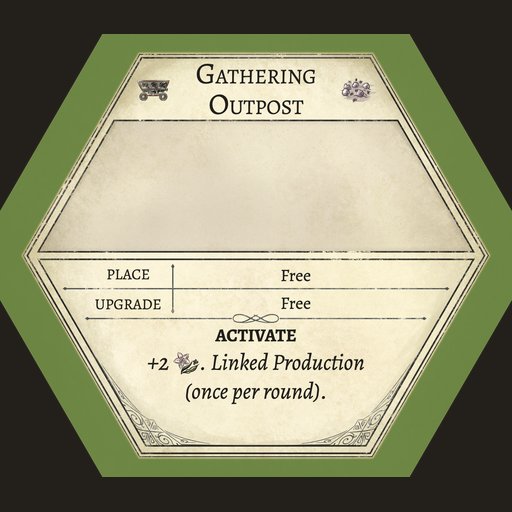 Gathering
Outpost
PLACE Free
UPGRADE Free
ACTIVATE
+2 . Linked Production
(once per round).